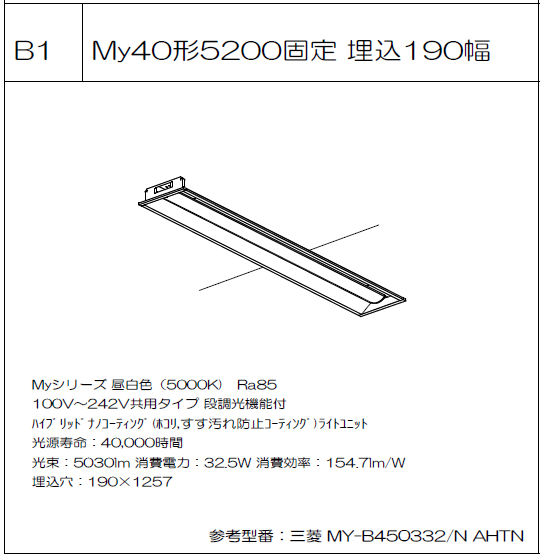 B1 My40形5200固定 埋込190幅
Myシリーズ 昼白色（5000K） Ra85
100V～242V共用タイプ 段調光機能付
ﾊｲﾌﾞﾘｯﾄﾞﾅﾉｺｰﾃｨﾝｸﾞ(ﾎｺﾘ,すす汚れ防止ｺｰﾃｨﾝｸﾞ)ﾗｲﾄﾕﾆｯﾄ
光源寿命：40,000時間
光束：5030lm 消費電力：32.5W 消費効率：154.7lm/W
埋込穴：190×1257
参考型番：三菱 MY-B450332/N AHTN